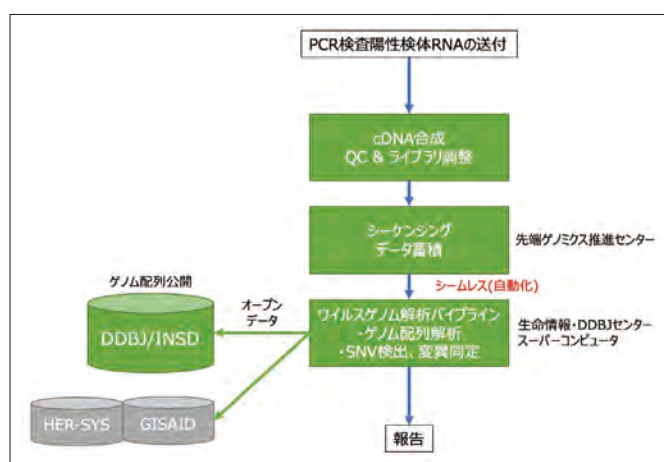 PCR検査陽性検体RNAの送付
cDNA合成
QC & ライブラリ調整
シーケンシング
データ蓄積
先端ゲノミクス推進センター
シームレス(自動化)
ゲノム配列公開
オープン
データ
DDBJ/INSD
ウイルスゲノム解析パイプライン
・ゲノム配列解析
・SNV検出、変異同定
生命情報・DDBJセンター
スーパーコンピュータ
HER-SYS
GISAID
報告